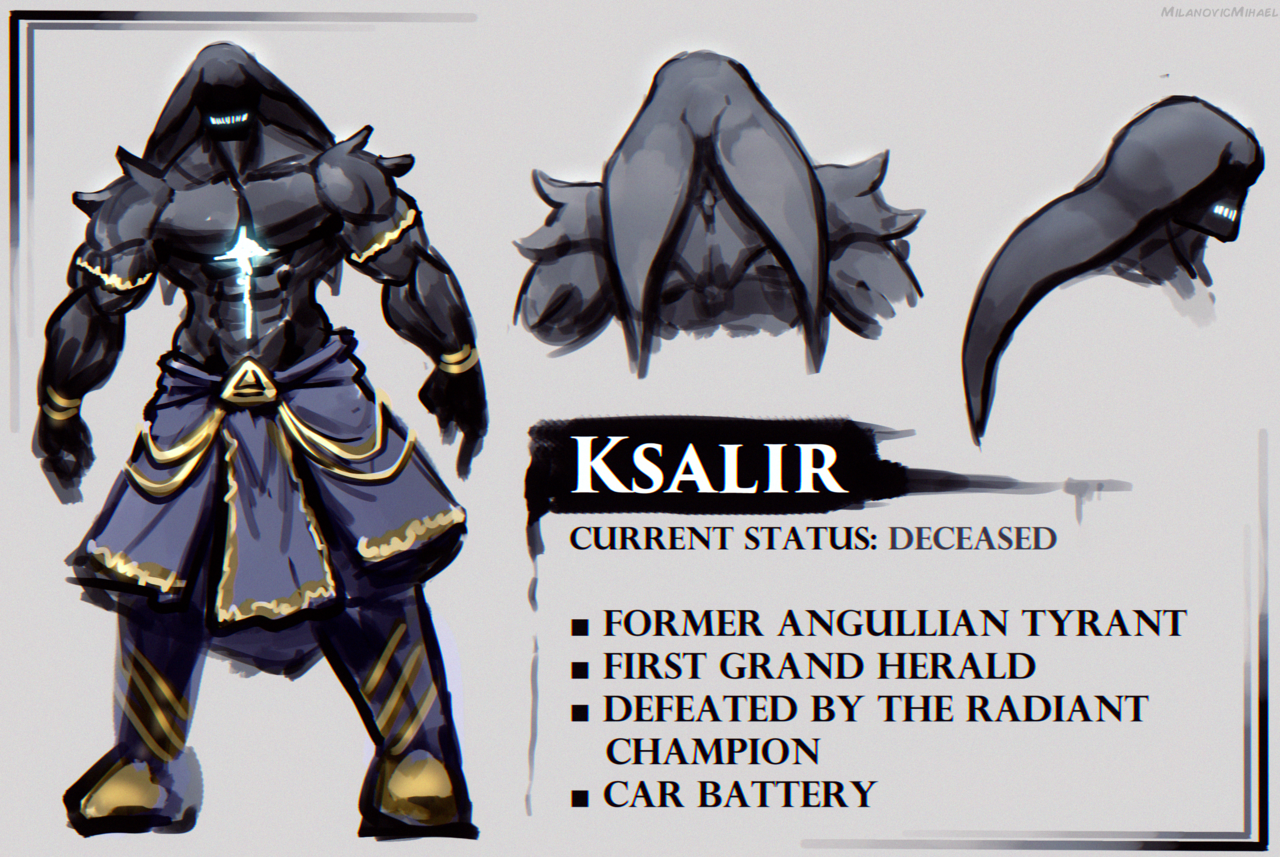 MilanovicMihael
Ksalir
CURRENT STATUS: DECEASED
▪ FORMER ANGULLIAN TYRANT
▪ FIRST GRAND HERALD
▪ DEFEATED BY THE RADIANT
CHAMPION
▪ CAR BATTERY